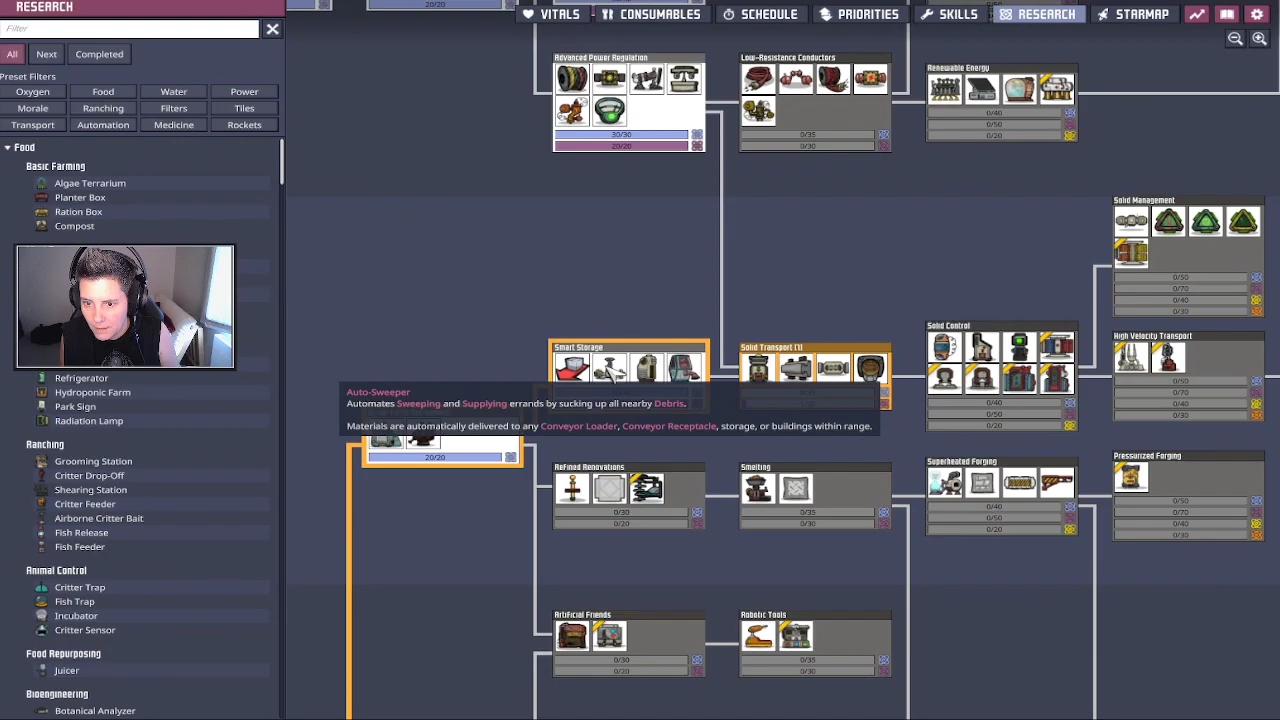 RESEARCH
VITALS
CONSUMABLES
SCHEDULE
PRIORITIES
SKILLS
RESEARCH
STARMAP
Filter
All
Next
Completed
Preset Filters
Oxygen
Food
Water
Power
Morale
Ranching
Filters
Tiles
Transport
Automation
Medicine
Rockets
Food
Basic Farming
Algae Terrarium
Planter Box
Ration Box
Compost
Refrigerator
Hydroponic Farm
Park Sign
Radiation Lamp
Ranching
Grooming Station
Critter Drop-Off
Shearing Station
Critter Feeder
Airborne Critter Bait
Fish Release
Fish Feeder
Animal Control
Critter Trap
Fish Trap
Incubator
Critter Sensor
Food Repurposing
Juicer
Bioengineering
Botanical Analyzer
20/20
20/20
Advanced Power Regulation
30/30
20/20
Low-Resistance Conductors
0/35
0/30
Renewable Energy
0/40
0/50
0/20
Solid Management
0/50
0/70
0/40
0/30
Smart Storage
Solid Transport (1)
Solid Control
0/40
0/50
0/20
High Velocity Transport
0/50
0/70
0/40
0/30
Auto-Sweeper
Automates Sweeping and Supplying errands by sucking up all nearby Debris.
Materials are automatically delivered to any Conveyor Loader, Conveyor Receptacle, storage, or buildings within range.
20/20
Refined Renovations
0/30
0/20
Smelting
0/35
0/30
Superheated Forging
0/40
0/50
0/20
Pressurized Forging
0/50
0/70
0/40
0/30
Artificial Friends
0/30
0/20
Robotic Tools
0/35
0/30